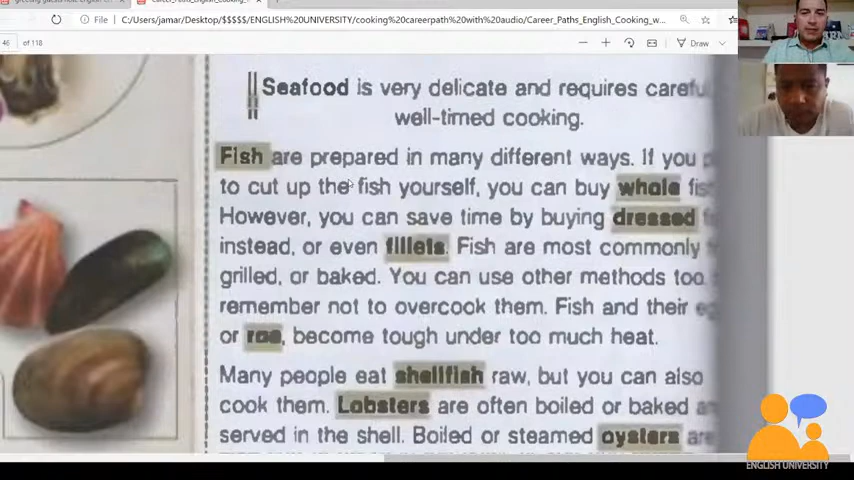 File
C:/Users/jamar/Desktop/$$$$$/ENGLISH%20UNIVERSITY/cooking%20careerpath%20with%20audio/Career_Paths_English_Cooking_w...
46 of 118
Draw
Seafood is very delicate and requires
well-timed cooking.
Fish are prepared in many different ways. If you
to cut up the fish yourself, you can buy whole
However, you can save time by buying dressed
instead, or even fillets. Fish are most commonly
grilled, or baked. You can use other methods too
remember not to overcook them. Fish and their
or roe, become tough under too much heat.
Many people eat shellfish raw, but you can also
cook them. Lobsters are often boiled or baked
served in the shell. Boiled or steamed oysters are
ENGLISH UNIVERSITY